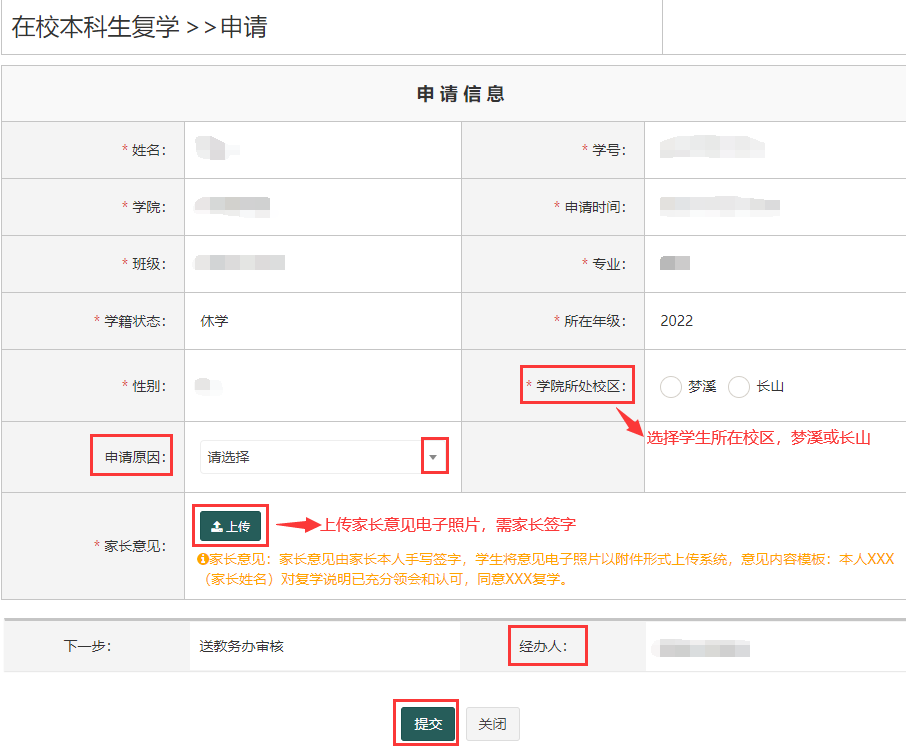 在校本科生复学 >>申请
申请信息
* 姓名:
* 学号:
* 学院:
* 申请时间:
* 班级:
* 专业:
* 学籍状态: 休学
* 所在年级: 2022
* 性别:
* 学院所处校区: 梦溪 长山
选择学生所在校区，梦溪或长山
申请原因: 请选择
* 家长意见:
上传
上传家长意见电子照片，需家长签字
家长意见：家长意见由家长本人手写签字，学生将意见电子照片以附件形式上传系统，意见内容模板：本人XXX
（家长姓名）对复学说明已充分领会和认可，同意XXX复学。
下一步: 送教务办审核 经办人:
提交 关闭